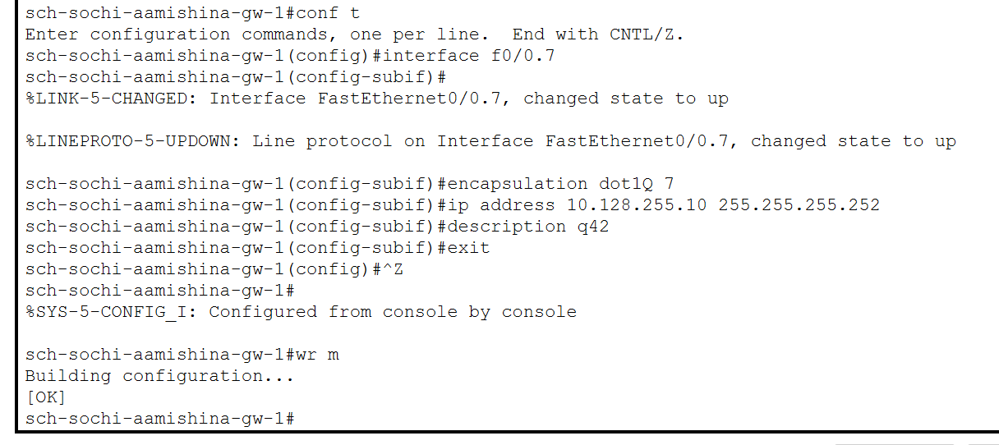 sch-sochi-aamishina-gw-1#conf t
Enter configuration commands, one per line.  End with CNTL/Z.
sch-sochi-aamishina-gw-1(config)#interface f0/0.7
sch-sochi-aamishina-gw-1(config-subif)#
%LINK-5-CHANGED: Interface FastEthernet0/0.7, changed state to up
%LINEPROTO-5-UPDOWN: Line protocol on Interface FastEthernet0/0.7, changed state to up
sch-sochi-aamishina-gw-1(config-subif)#encapsulation dot1Q 7
sch-sochi-aamishina-gw-1(config-subif)#ip address 10.128.255.10 255.255.255.252
sch-sochi-aamishina-gw-1(config-subif)#description q42
sch-sochi-aamishina-gw-1(config-subif)#exit
sch-sochi-aamishina-gw-1(config)#^Z
sch-sochi-aamishina-gw-1#
%SYS-5-CONFIG_I: Configured from console by console
sch-sochi-aamishina-gw-1#wr m
Building configuration...
[OK]
sch-sochi-aamishina-gw-1#